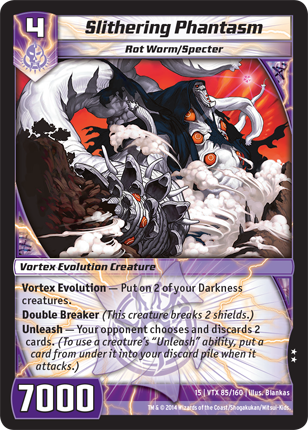 4
Slithering Phantasm
Rot Worm/Specter
Vortex Evolution Creature
Vortex Evolution — Put on 2 of your Darkness
creatures.
Double Breaker (This creature breaks 2 shields.)
Unleash — Your opponent chooses and discards 2
cards. (To use a creature's "Unleash" ability, put a
card from under it into your discard pile when it
attacks.)
7000
15 | VTX 85/160 | Illus. Biankas
TM & © 2014 Wizards of the Coast/Shogakukan/Mitsui-Kids.